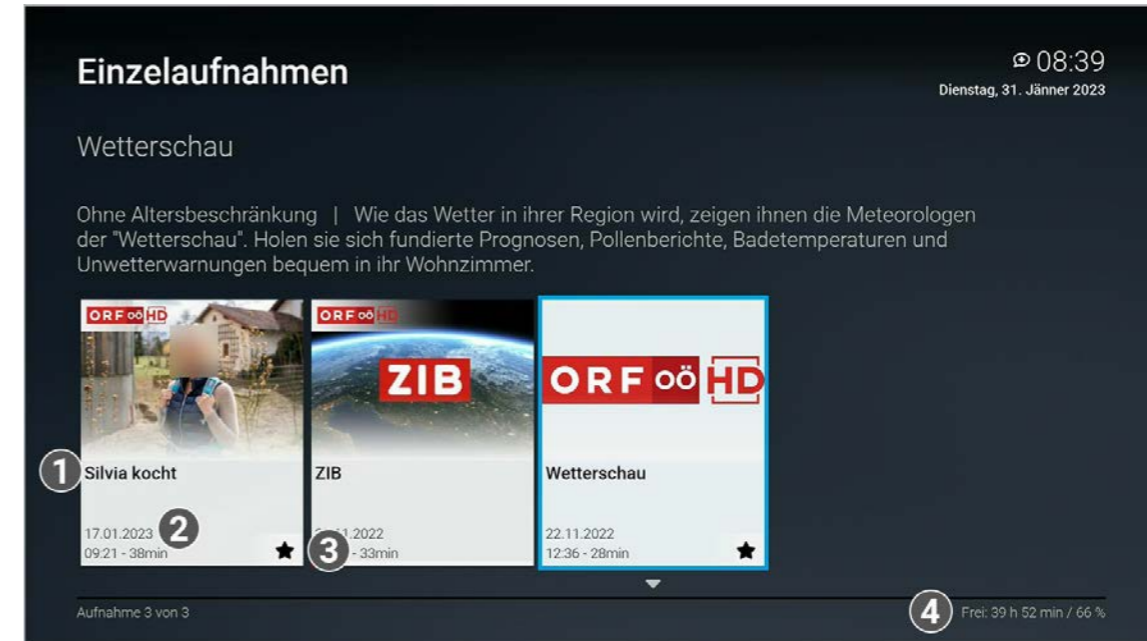 Einzelaufnahmen
08:39
Dienstag, 31. Jänner 2023
Wetterschau
Ohne Altersbeschränkung | Wie das Wetter in ihrer Region wird, zeigen ihnen die Meteorologen
der "Wetterschau". Holen sie sich fundierte Prognosen, Pollenberichte, Badetemperaturen und
Unwetterwarnungen bequem in ihr Wohnzimmer.
ORF oö HD
ORF oö HD
ZIB
ORF oö HD
1 Silvia kocht
ZIB
Wetterschau
17.01.2023 2
.2022
22.11.2022
09:21 - 38min
3 - 33min
12:36 - 28min
Aufnahme 3 von 3
4 Frei: 39 h 52 min / 66 %